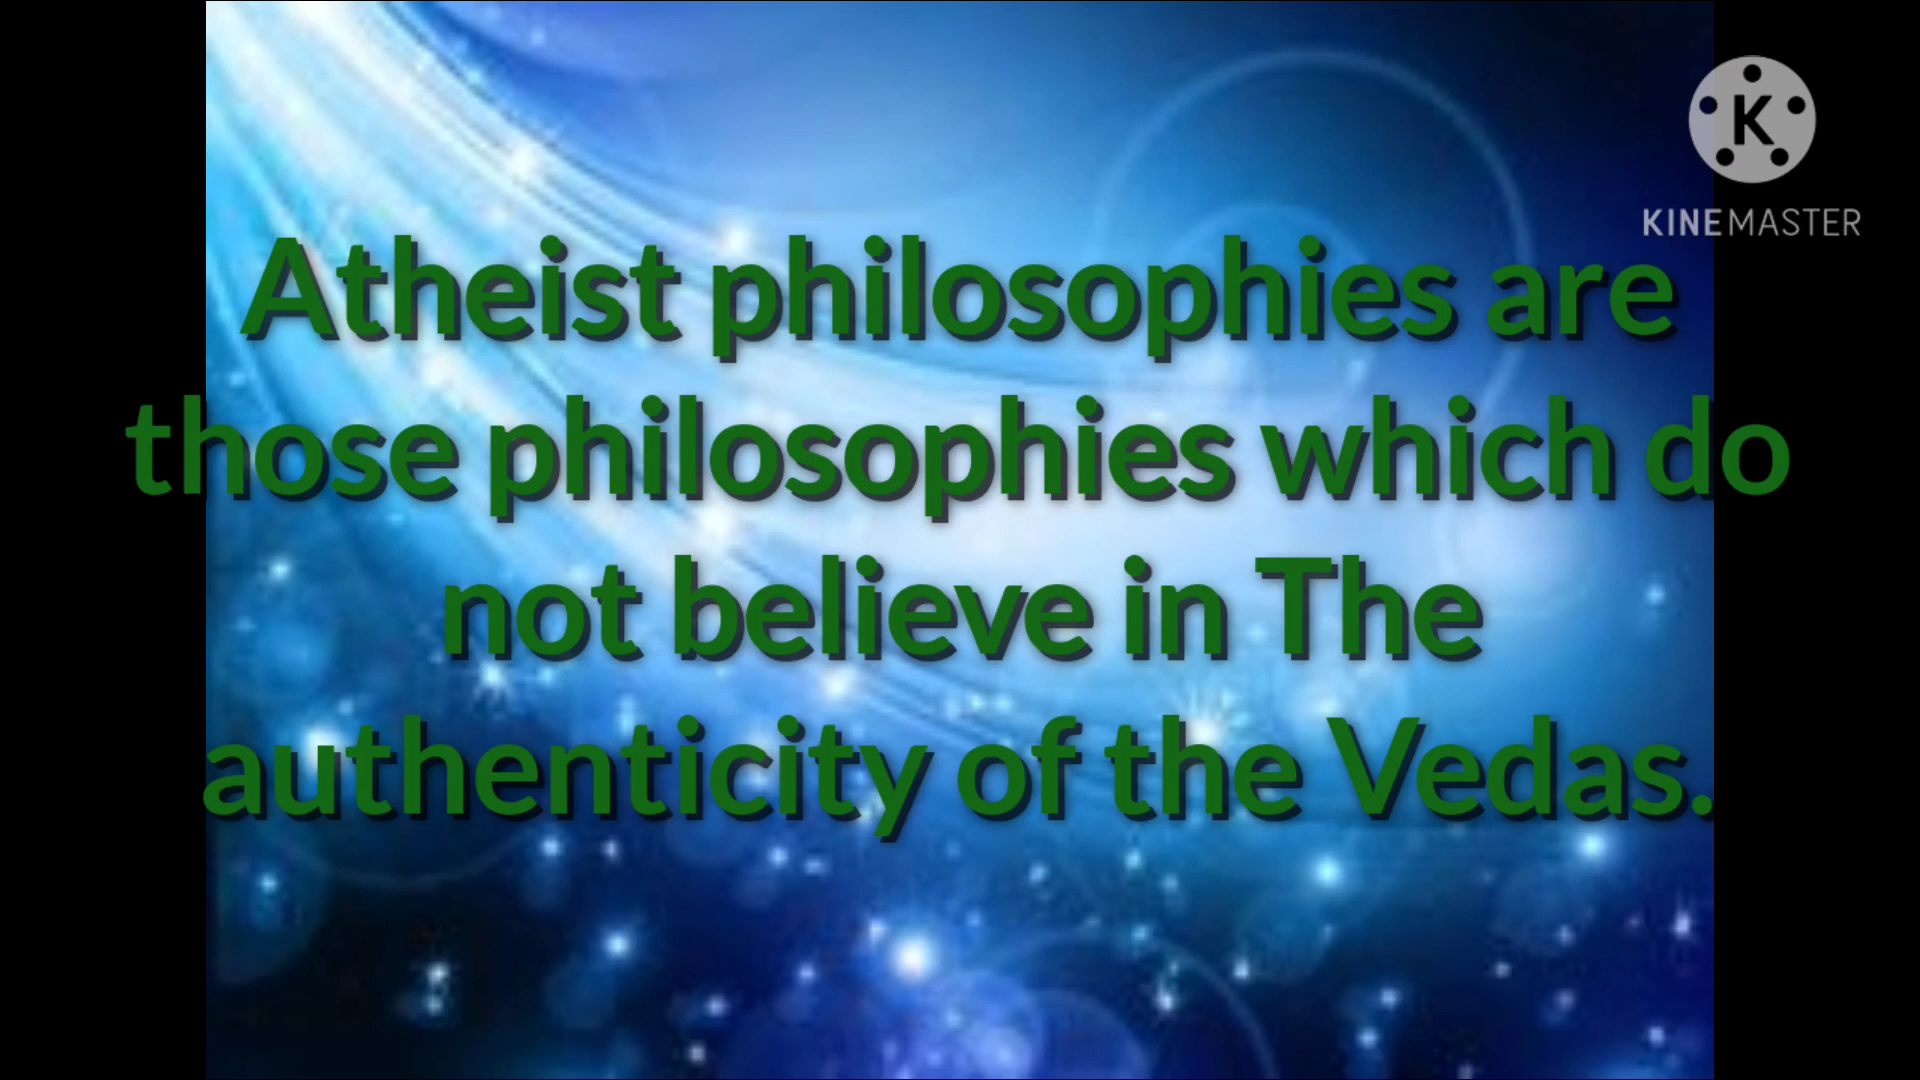 K
KINEMASTER
Atheist philosophies are
those philosophies which do
not believe in The
authenticity of the Vedas.